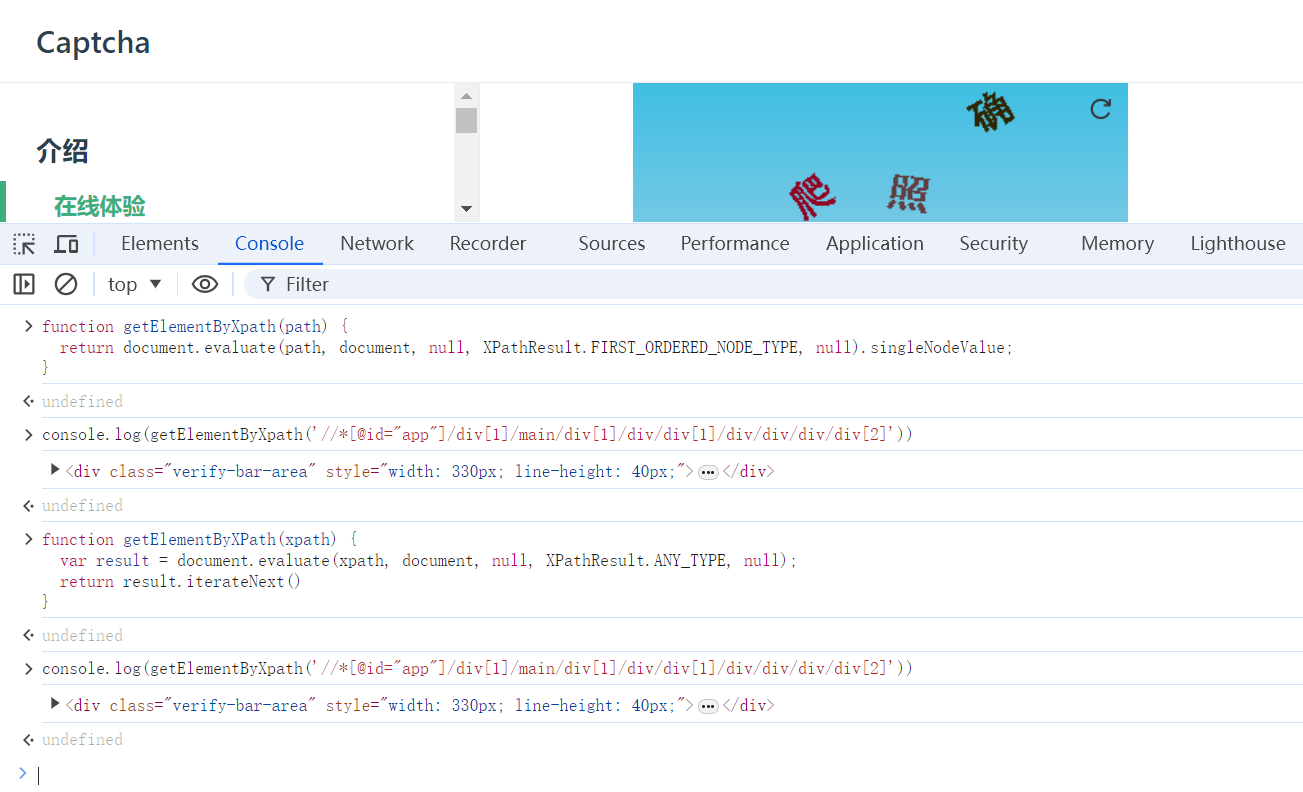 Captcha
介绍
在线体验
确
爬
照
Elements Console Network Recorder Sources Performance Application Security Memory Lighthouse
top Filter
function getElementByXpath(path) {
return document.evaluate(path, document, null, XPathResult.FIRST_ORDERED_NODE_TYPE, null).singleNodeValue;
}
undefined
console.log(getElementByXpath('//*[@id="app"]/div[1]/main/div[1]/div/div[1]/div/div/div/div[2]'))
<div class="verify-bar-area" style="width: 330px; line-height: 40px;">…</div>
undefined
function getElementByXPath(xpath) {
var result = document.evaluate(xpath, document, null, XPathResult.ANY_TYPE, null);
return result.iterateNext()
}
undefined
console.log(getElementByXpath('//*[@id="app"]/div[1]/main/div[1]/div/div[1]/div/div/div/div[2]'))
<div class="verify-bar-area" style="width: 330px; line-height: 40px;">…</div>
undefined